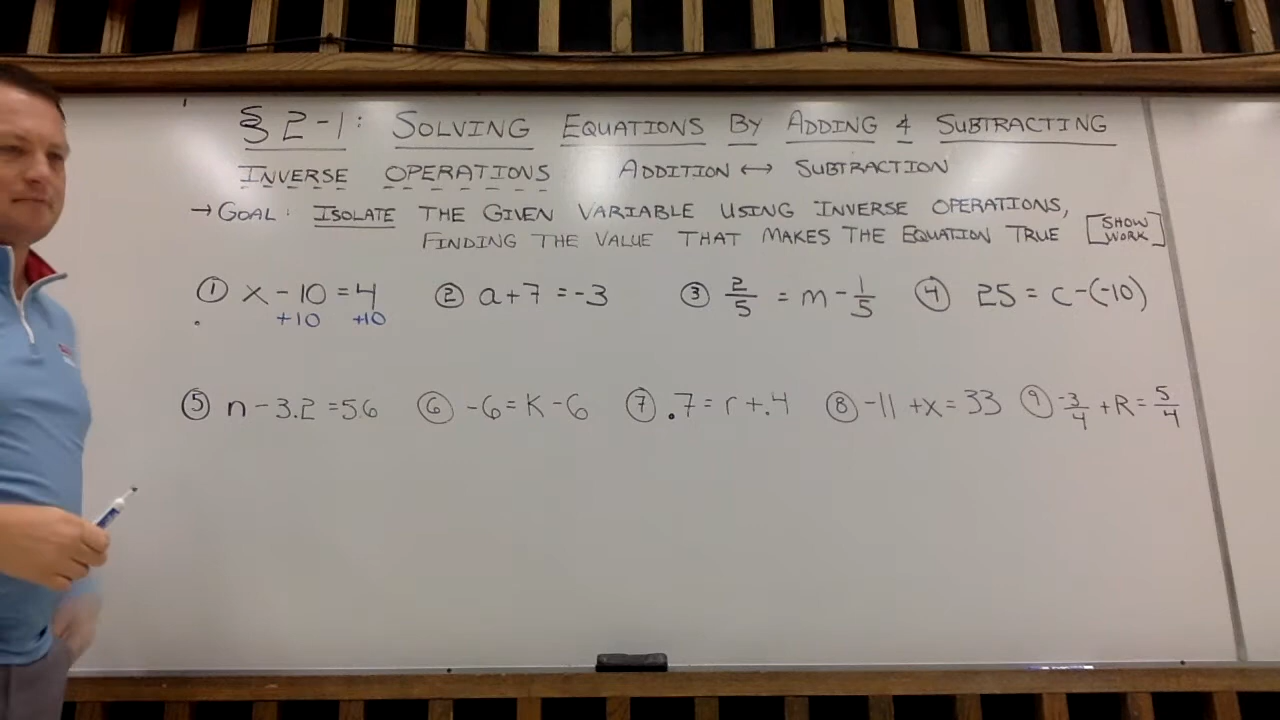 § 2-1: SOLVING EQUATIONS BY ADDING & SUBTRACTING
INVERSE OPERATIONS ADDITION ↔ SUBTRACTION
→ GOAL: ISOLATE THE GIVEN VARIABLE USING INVERSE OPERATIONS,
FINDING THE VALUE THAT MAKES THE EQUATION TRUE [SHOW WORK]
① x - 10 = 4 ② a + 7 = -3 ③ 2/5 = m - 1/5 ④ 25 = c - (-10)
+10 +10
⑤ n - 3.2 = 5.6 ⑥ -6 = K - 6 ⑦ .7 = r + .4 ⑧ -11 + x = 33 ⑨ -3/4 + R = 5/4